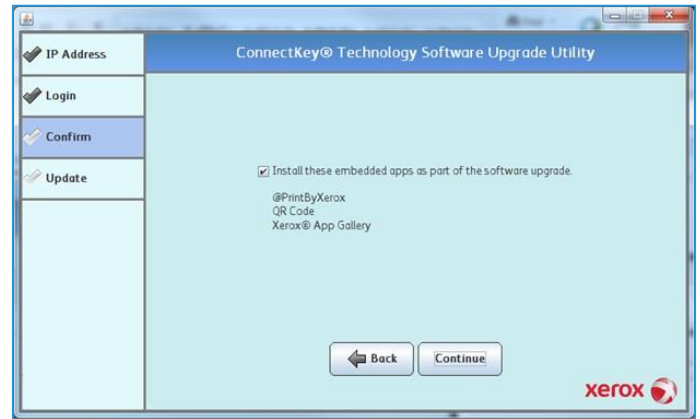 ConnectKey® Technology Software Upgrade Utility
IP Address
Login
Confirm
Update
Install these embedded apps as part of the software upgrade.
@PrintByXerox
QR Code
Xerox® App Gallery
Back
Continue
xerox